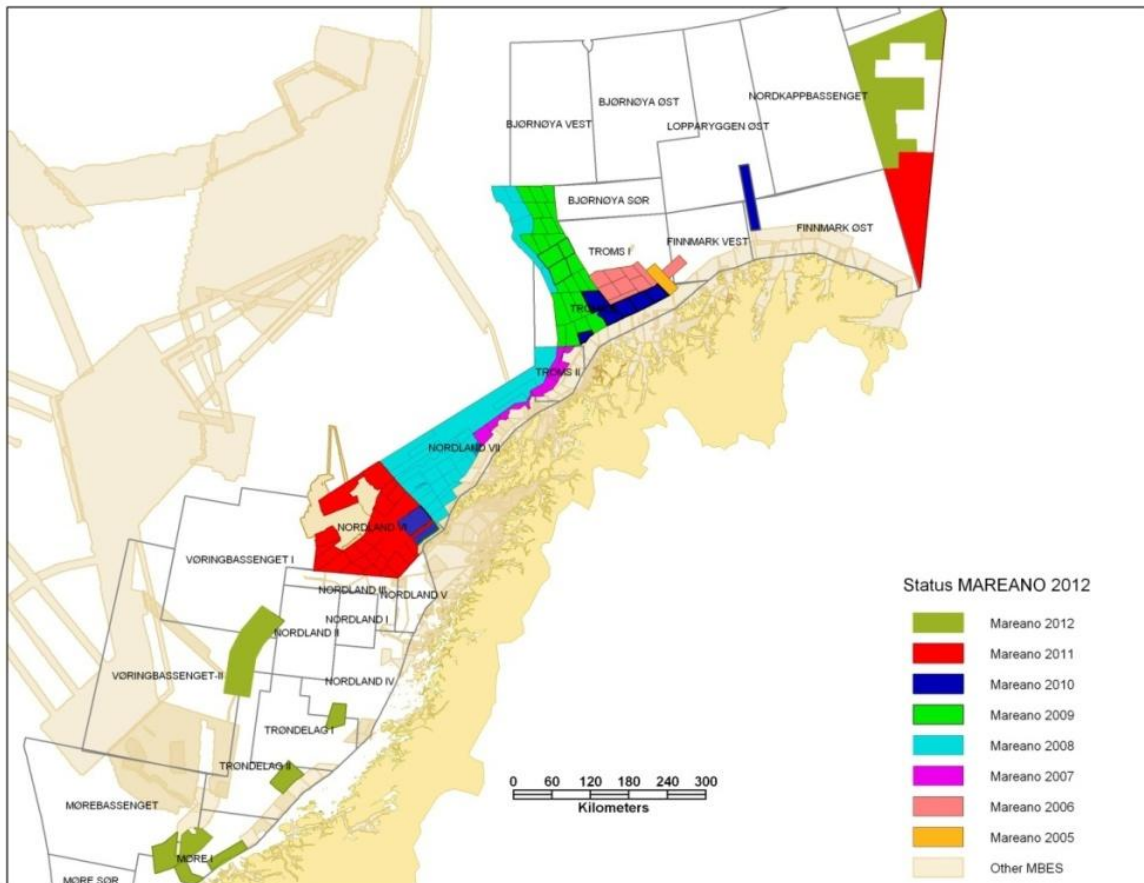 BJØRNØYA VEST
BJØRNØYA ØST
NORDKAPPBASSENGET
LOPPARYGGEN ØST
BJØRNØYA SØR
TROMS I
FINNMARK VEST
FINNMARK ØST
TROMS II
NORDLAND VII
NORDLAND VI
VØRINGBASSENGET I
NORDLAND III
NORDLAND V
NORDLAND I
NORDLAND II
VØRINGBASSENGET-II
NORDLAND IV
TRØNDELAG I
TRØNDELAG II
MØREBASSENGET
MØRE I
MØRE SØR
0 60 120 180 240 300
Kilometers
Status MAREANO 2012
Mareano 2012
Mareano 2011
Mareano 2010
Mareano 2009
Mareano 2008
Mareano 2007
Mareano 2006
Mareano 2005
Other MBES